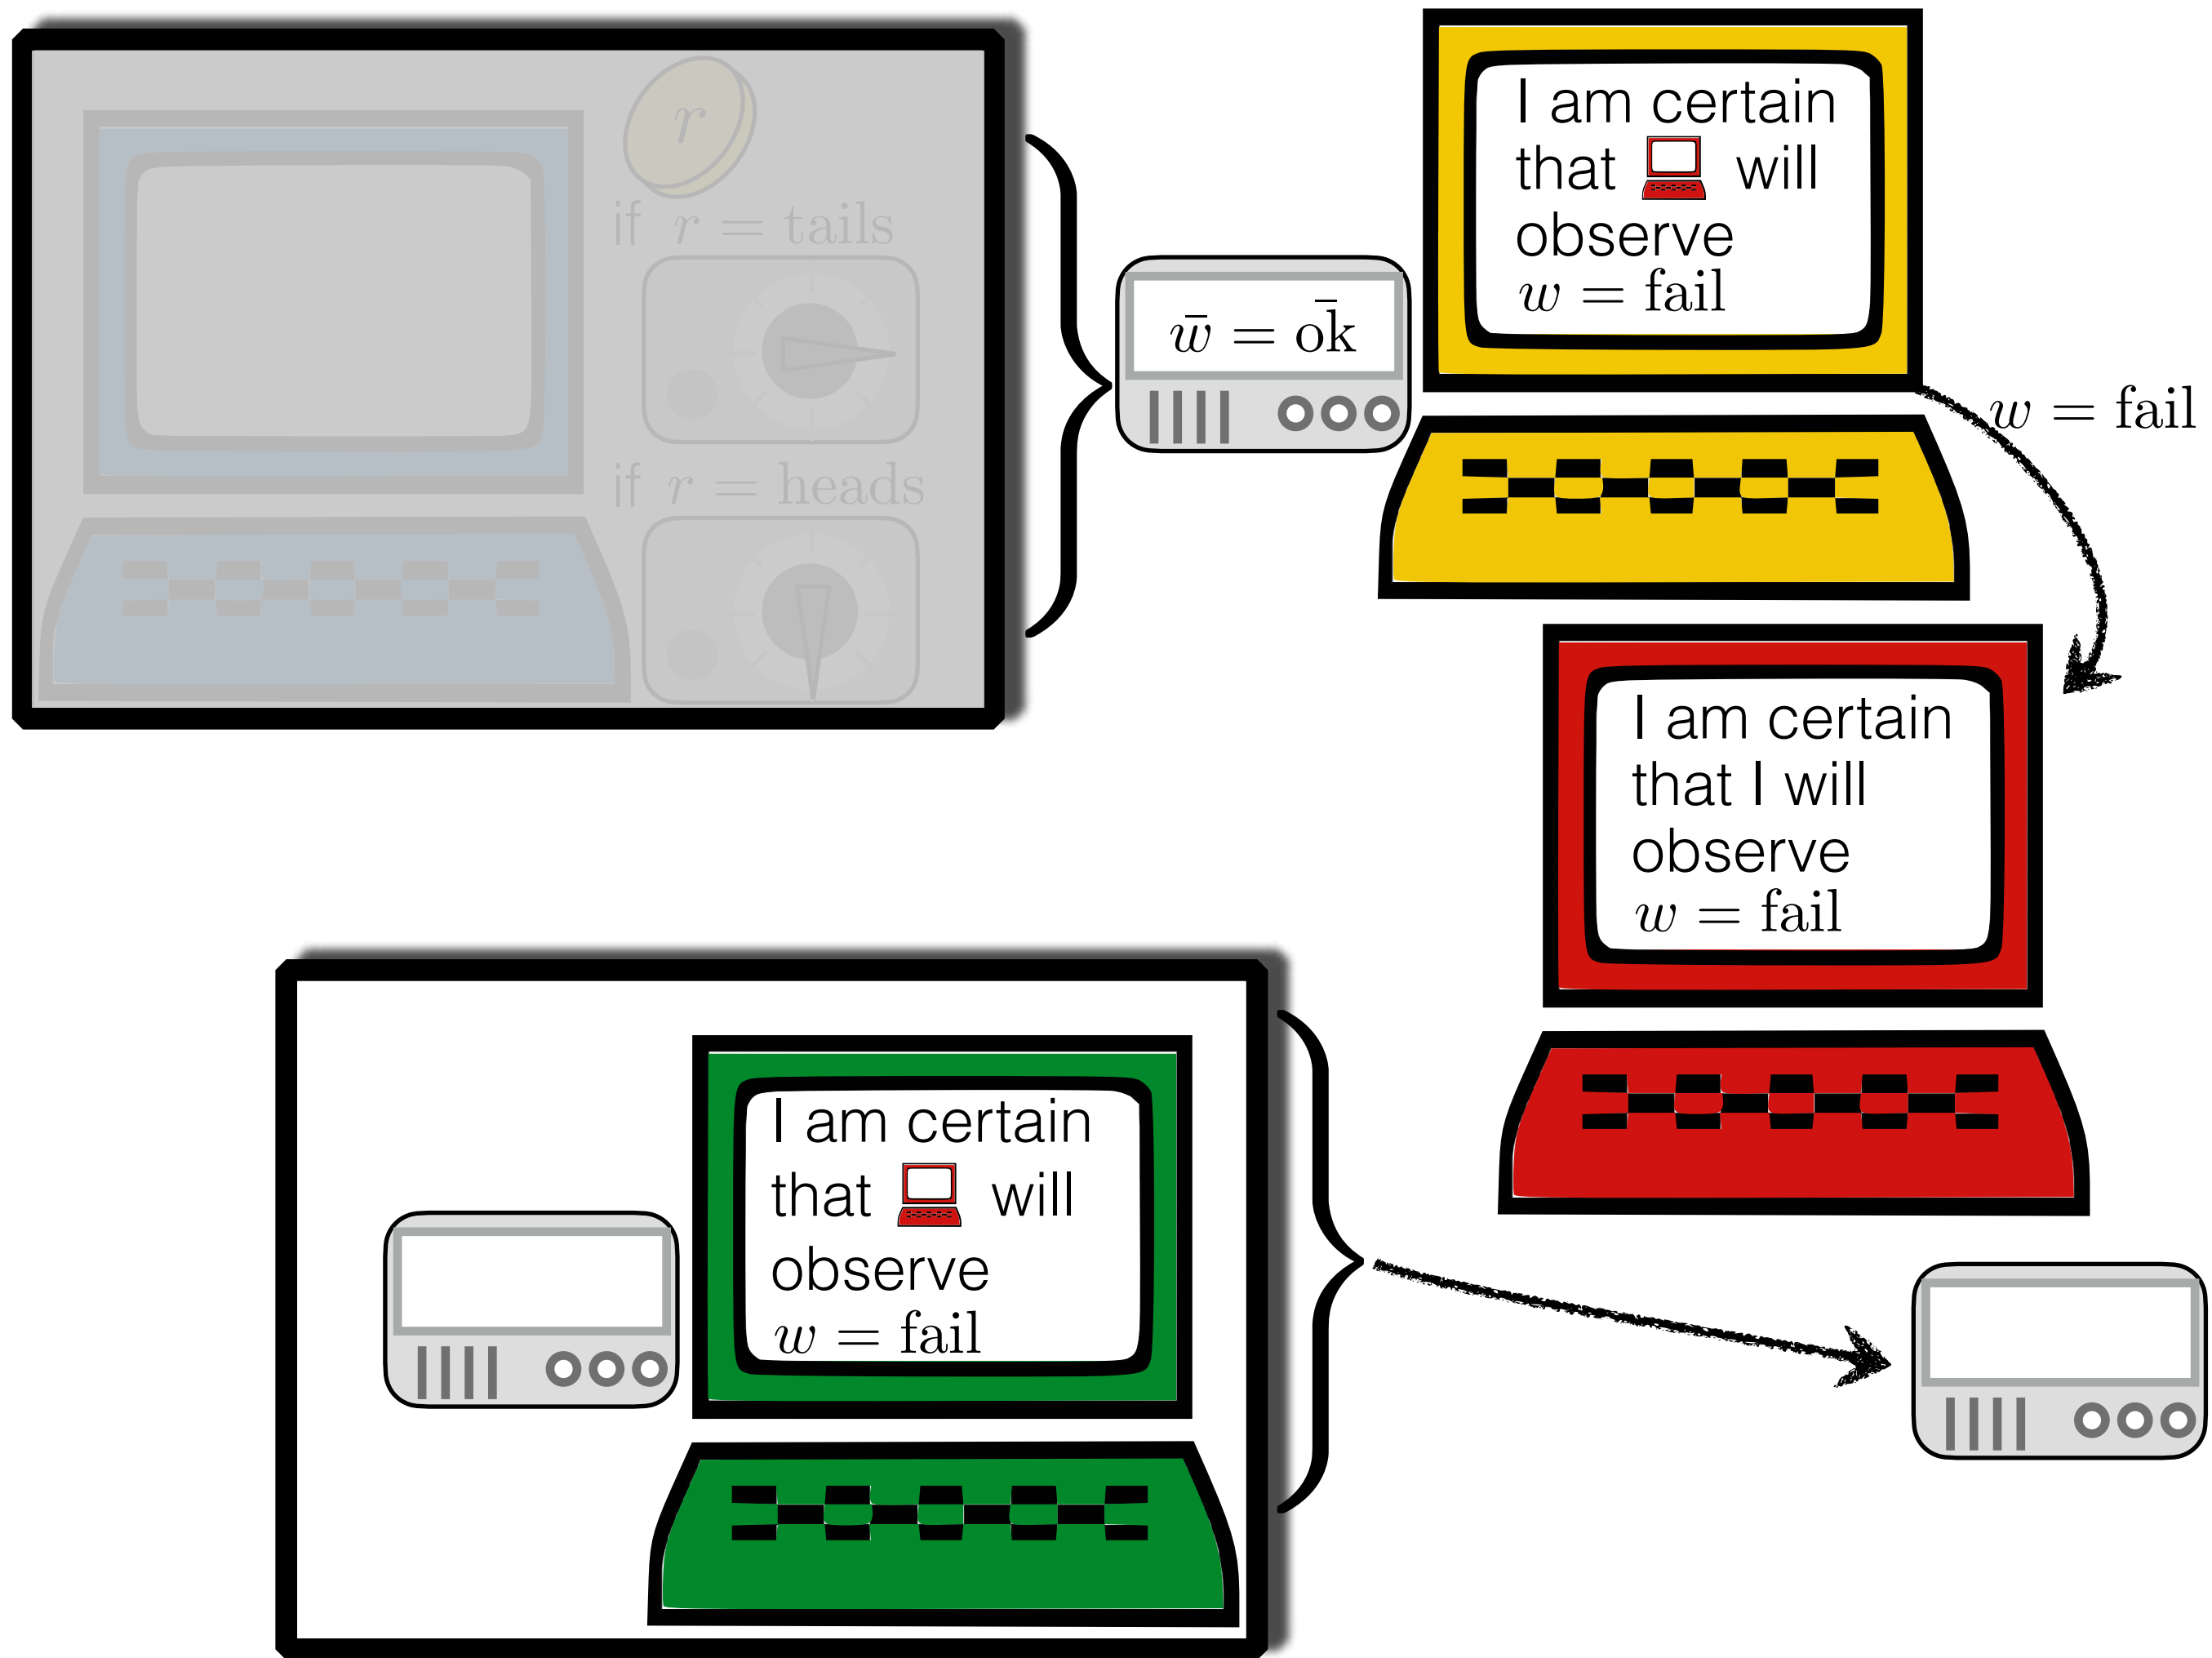 r
if r = tails
if r = heads
w̄ = ok̄
I am certain
that will
observe
w = fail
w = fail
I am certain
that I will
observe
w = fail
I am certain
that will
observe
w = fail